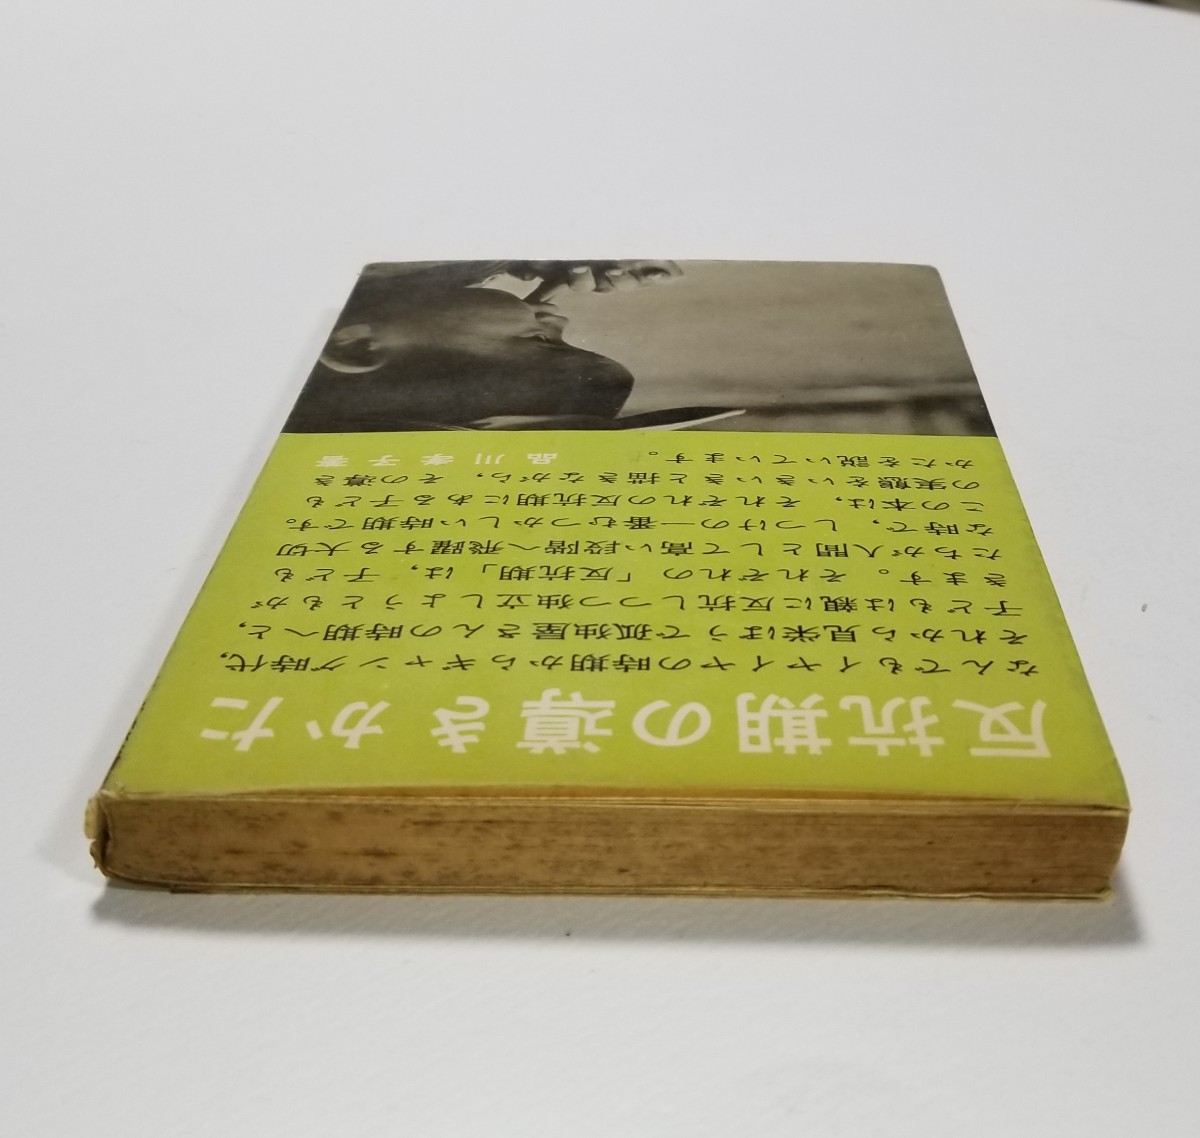 反抗期の導きかた
なんでもイヤイヤの時期からギャング時代,
それから見栄ぼうで孤独屋さんの時期へと,
子どもは親に反抗しつつ独立しようともが
きます。それぞれの「反抗期」は, 子ども
たちが人間として高い段階へ飛躍する大切
な時で, しつけの一番むつかしい時期です。
この本は, それぞれの反抗期にある子ども
の実態をいきいきと描きながら, その導き
かたを説いています。 品川孝子著